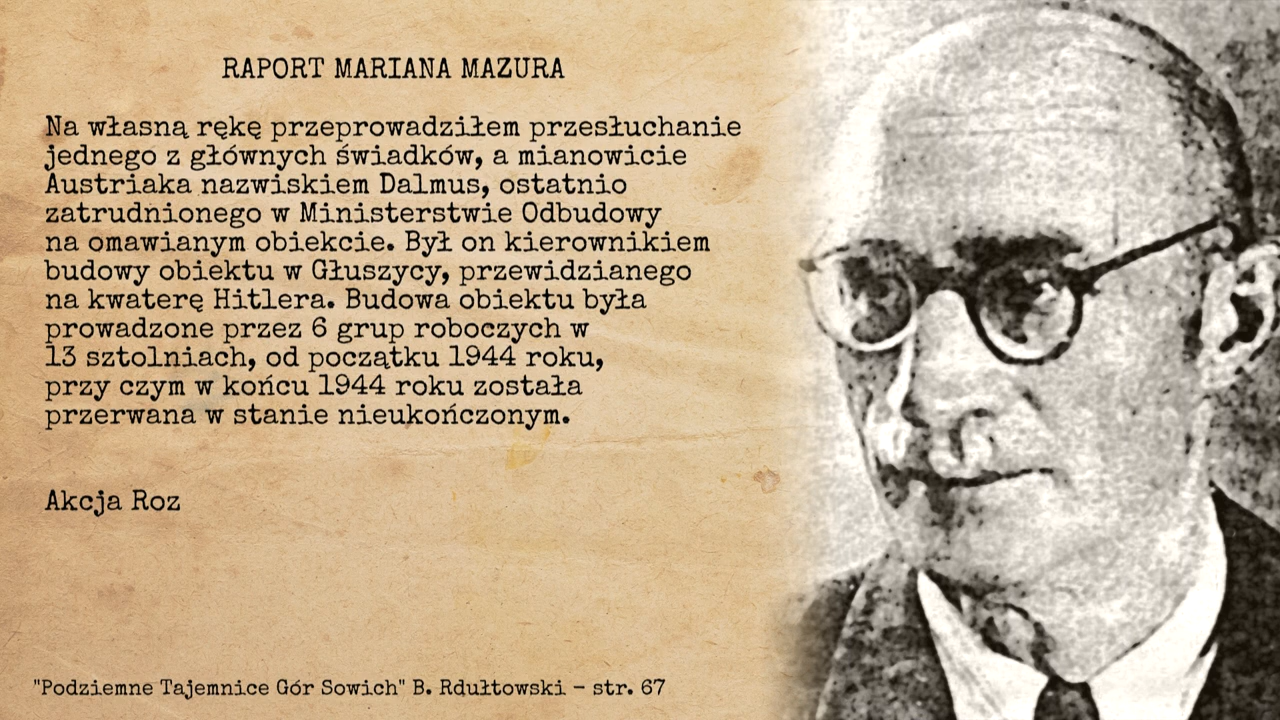 RAPORT MARIANA MAZURA
Na własną rękę przeprowadziłem przesłuchanie
jednego z głównych świadków, a mianowicie
Austriaka nazwiskiem Dalmus, ostatnio
zatrudnionego w Ministerstwie Odbudowy
na omawianym obiekcie. Był on kierownikiem
budowy obiektu w Głuszycy, przewidzianego
na kwaterę Hitlera. Budowa obiektu była
prowadzone przez 6 grup roboczych w
13 sztolniach, od początku 1944 roku,
przy czym w końcu 1944 roku została
przerwana w stanie nieukończonym.
Akcja Roz
"Podziemne Tajemnice Gór Sowich" B. Rdułtowski - str. 67